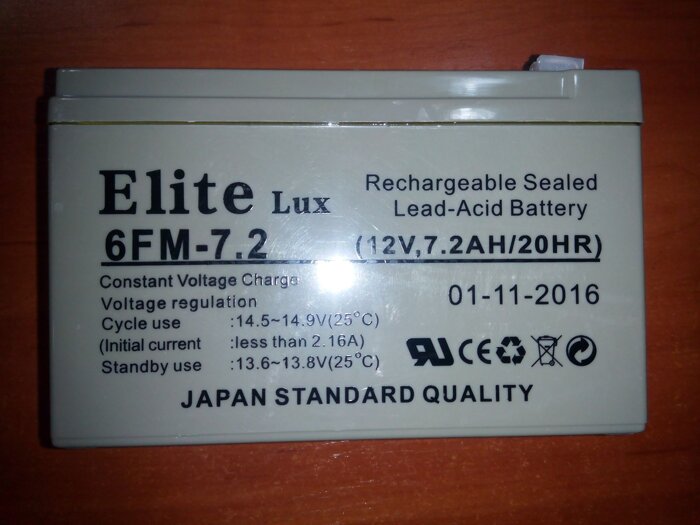 Elite Lux
Rechargeable Sealed
Lead-Acid Battery
6FM-7.2
(12V,7.2AH/20HR)
Constant Voltage Charge
Voltage regulation
01-11-2016
Cycle use :14.5~14.9V(25°C)
(Initial current :less than 2.16A)
Standby use :13.6~13.8V(25°C)
CE
Pb
JAPAN STANDARD QUALITY